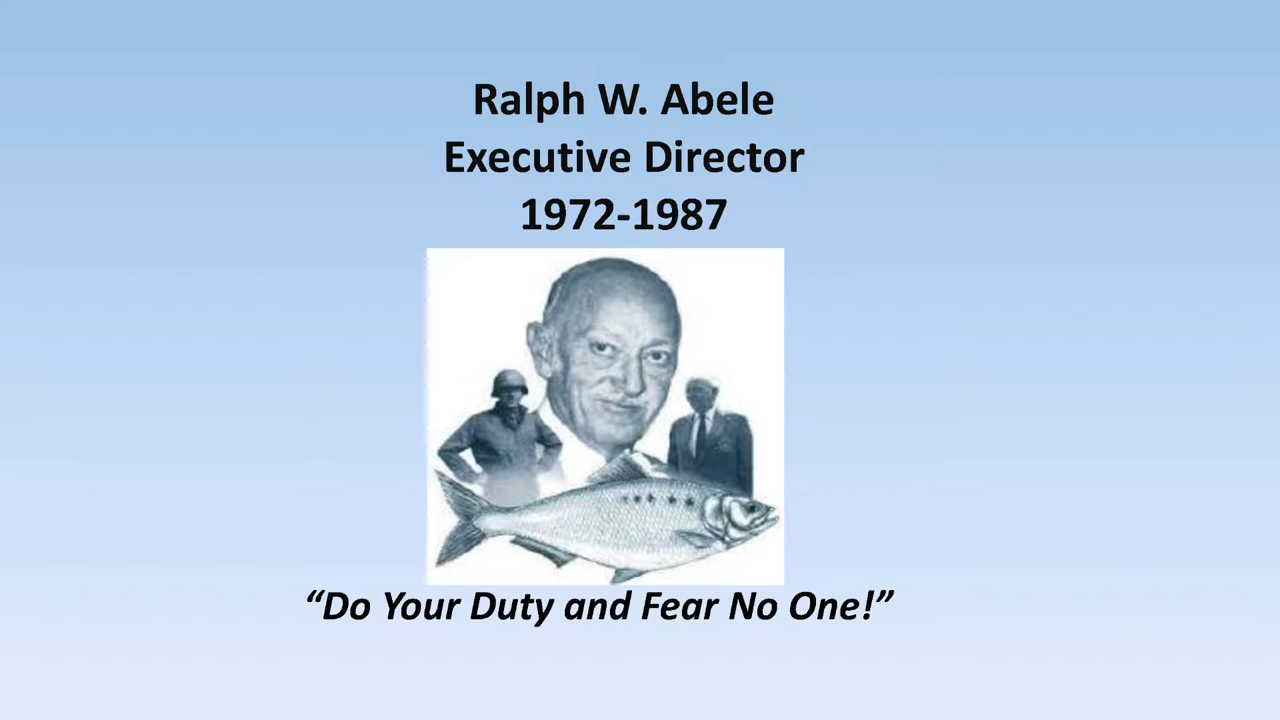 Ralph W. Abele
Executive Director
1972-1987
“Do Your Duty and Fear No One!”